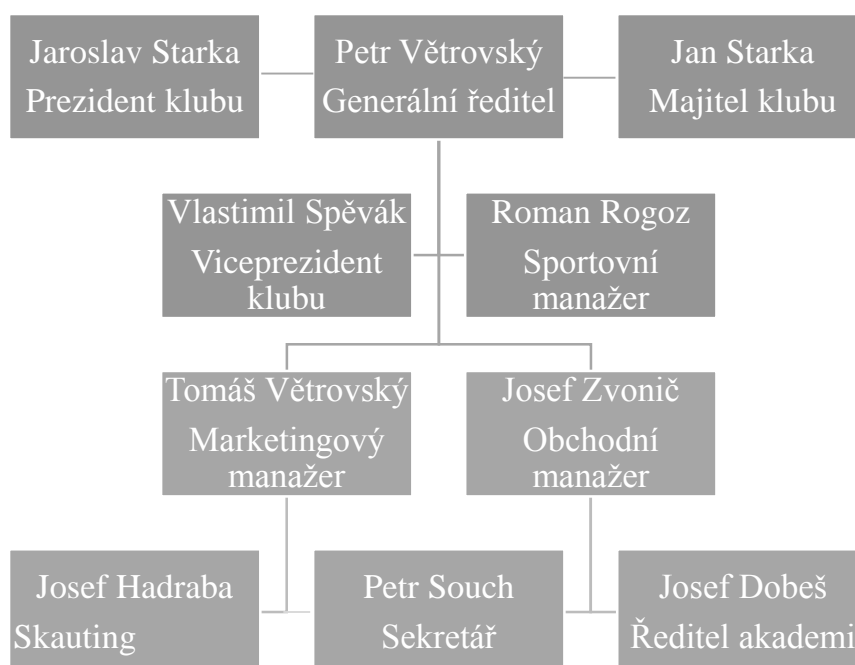 Jaroslav Starka
Prezident klubu
Petr Větrovský
Generální ředitel
Jan Starka
Majitel klubu
Vlastimil Spěvák
Viceprezident
klubu
Roman Rogoz
Sportovní
manažer
Tomáš Větrovský
Marketingový
manažer
Josef Zvonič
Obchodní
manažer
Josef Hadraba
Skauting
Petr Souch
Sekretář
Josef Dobeš
Ředitel akademi